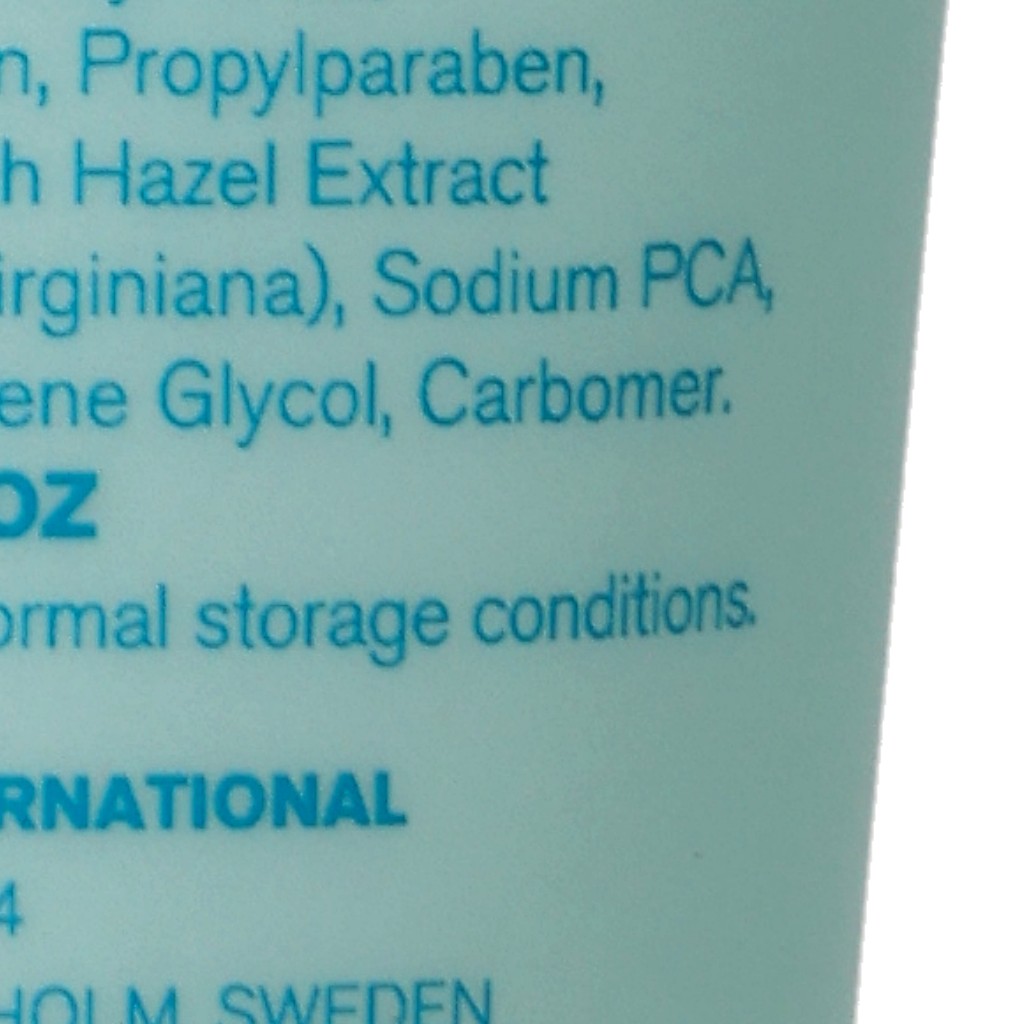 n, Propylparaben,
h Hazel Extract
irginiana), Sodium PCA,
ene Glycol, Carbomer.
OZ
ormal storage conditions.
RNATIONAL
4
HOLM, SWEDEN